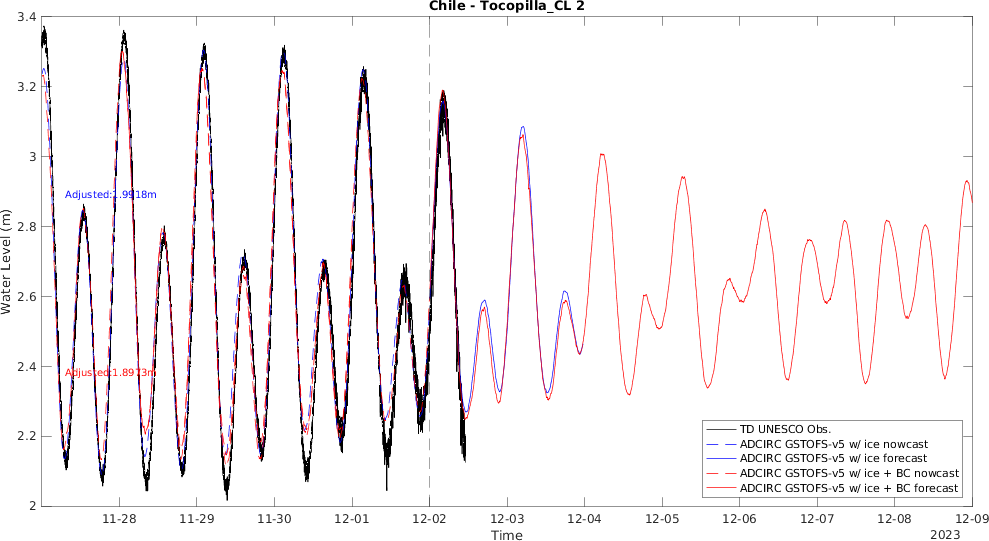 Chile - Tocopilla_CL 2
3.4
3.2
3
2.8
2.6
2.4
2.2
2
Water Level (m)
Adjusted:1.9918m
Adjusted:1.8973m
TD UNESCO Obs.
ADCIRC GSTOFS-v5 w/ ice nowcast
ADCIRC GSTOFS-v5 w/ ice forecast
ADCIRC GSTOFS-v5 w/ ice + BC nowcast
ADCIRC GSTOFS-v5 w/ ice + BC forecast
11-28 11-29 11-30 12-01 12-02 12-03 12-04 12-05 12-06 12-07 12-08 12-09
Time
2023